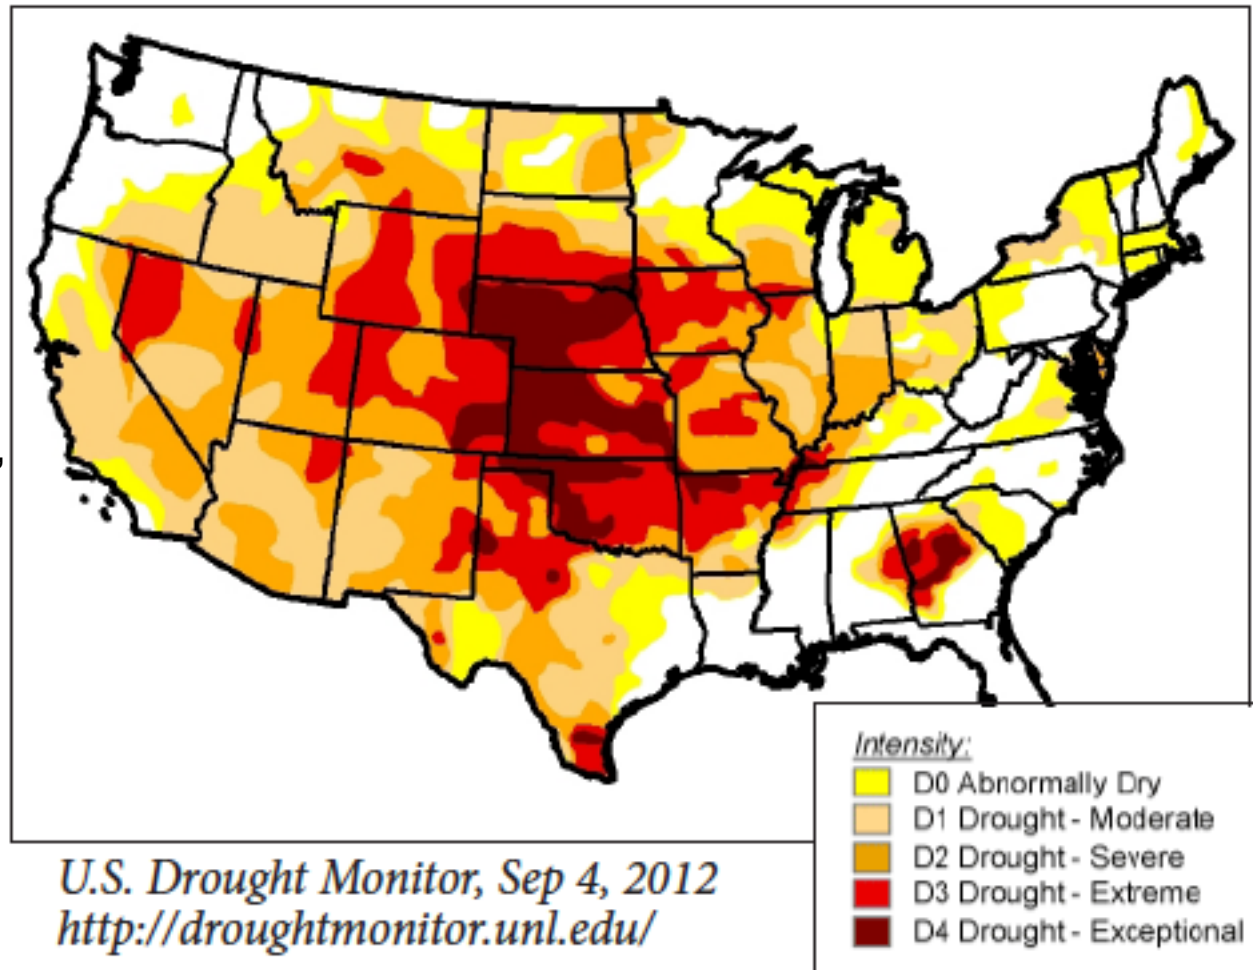 Intensity:
D0 Abnormally Dry
D1 Drought - Moderate
D2 Drought - Severe
D3 Drought - Extreme
D4 Drought - Exceptional
U.S. Drought Monitor, Sep 4, 2012
http://droughtmonitor.unl.edu/